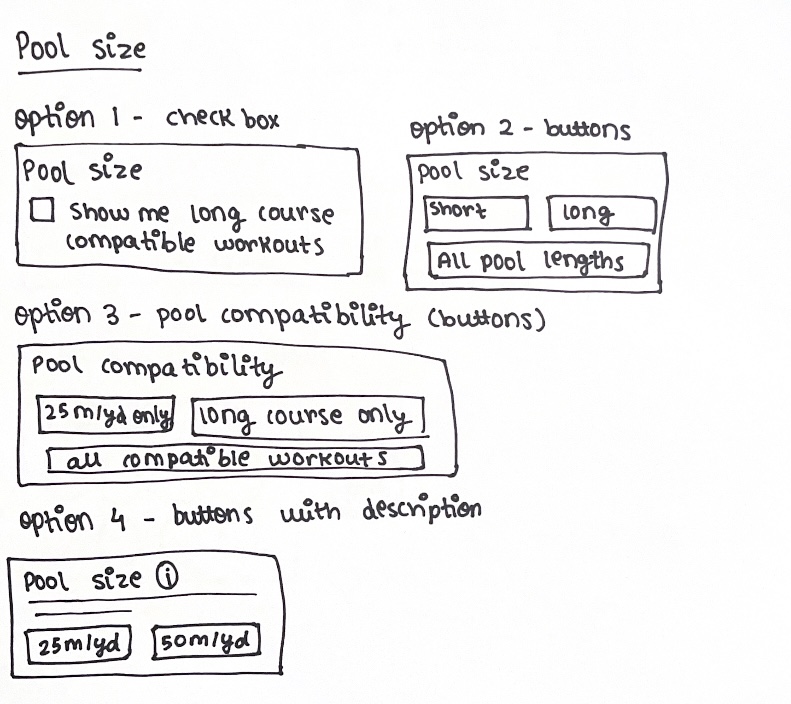 Pool size
option 1 - check box
Pool size
Show me long course
compatible workouts
option 2 - buttons
pool size
Short
long
All pool lengths
option 3 - pool compatibility (buttons)
Pool compatibility
25m/yd only
long course only
all compatible workouts
option 4 - buttons with description
Pool size i
25m/yd
50m/yd